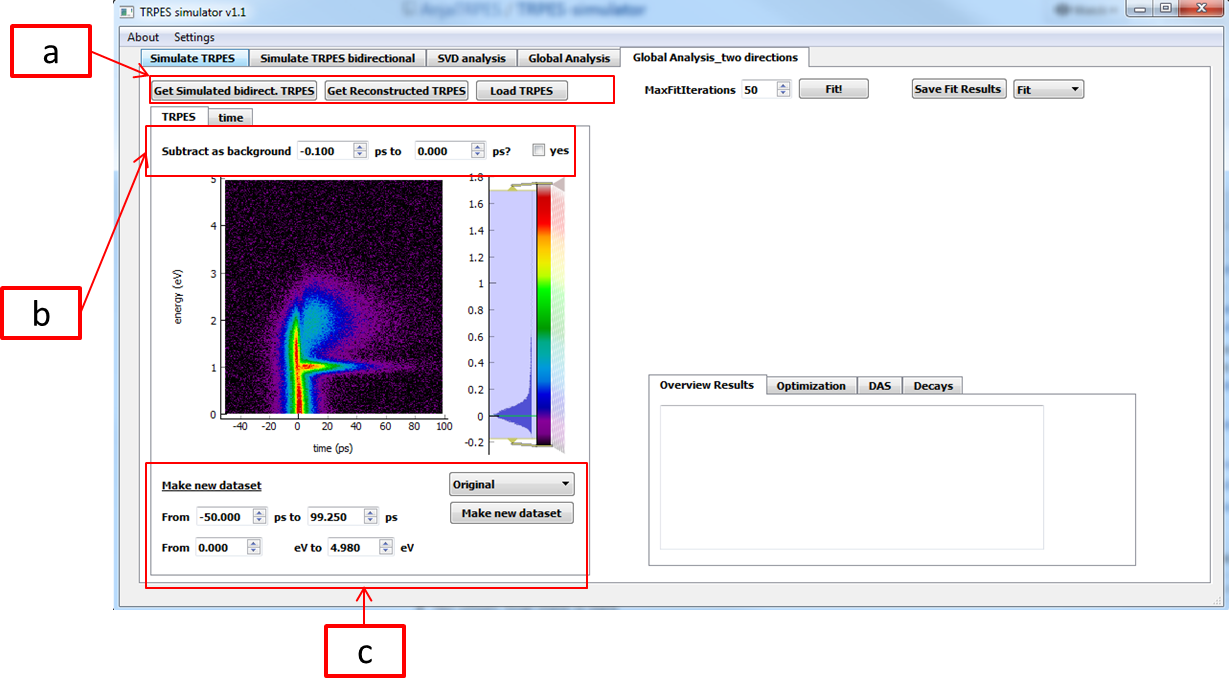 TRPES simulator v1.1
AnjaTRPES / TRPES-simulator
About Settings
a
Simulate TRPES Simulate TRPES bidirectional SVD analysis Global Analysis Global Analysis_two directions
Get Simulated bidirect. TRPES Get Reconstructed TRPES Load TRPES MaxFitIterations 50 Fit! Save Fit Results Fit
TRPES time
Subtract as background -0.100 ps to 0.000 ps? yes
b
5
4
3
2
1
0
energy (eV)
-40 -20 0 20 40 60 80 100
time (ps)
1.8
1.6
1.4
1.2
1
0.8
0.6
0.4
0.2
0
-0.2
Overview Results Optimization DAS Decays
Make new dataset Original
From -50.000 ps to 99.250 ps Make new dataset
From 0.000 eV to 4.980 eV
c